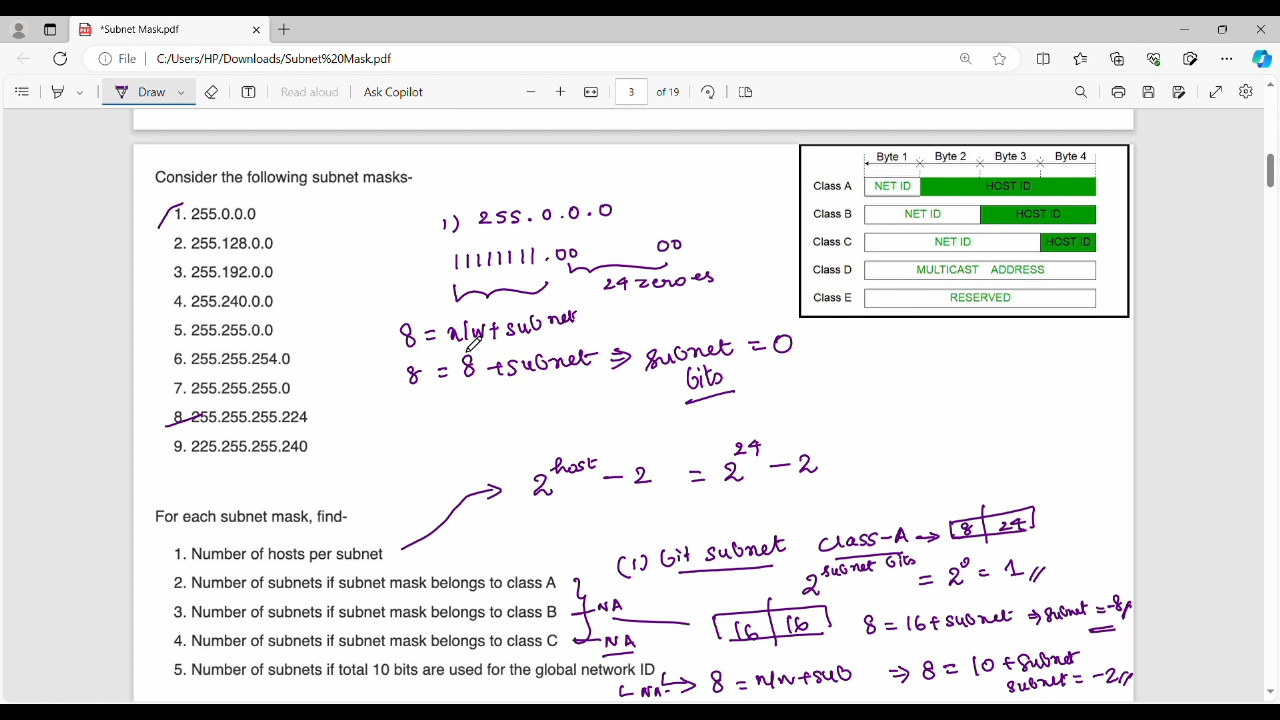 *Subnet Mask.pdf
File C:/Users/HP/Downloads/Subnet%20Mask.pdf
Draw Read aloud Ask Copilot 3 of 19
Consider the following subnet masks-
1. 255.0.0.0
2. 255.128.0.0
3. 255.192.0.0
4. 255.240.0.0
5. 255.255.0.0
6. 255.255.254.0
7. 255.255.255.0
8. 255.255.255.224
9. 225.255.255.240
1) 255.0.0.0
11111111.00 00
24 zeroes
8 = n/w + subnet
8 = 8 + subnet ⇒ subnet = 0
bits
Byte 1 Byte 2 Byte 3 Byte 4
Class A NET ID HOST ID
Class B NET ID HOST ID
Class C NET ID HOST ID
Class D MULTICAST ADDRESS
Class E RESERVED
2^host - 2 = 2^24 - 2
For each subnet mask, find-
1. Number of hosts per subnet
2. Number of subnets if subnet mask belongs to class A
3. Number of subnets if subnet mask belongs to class B
4. Number of subnets if subnet mask belongs to class C
5. Number of subnets if total 10 bits are used for the global network ID
(1) bit subnet class-A → 8 24
2^subnet bits = 2^0 = 1//
NA 16 16 8 = 16 + subnet ⇒ subnet = -8//
NA
NA → 8 = n/w + sub ⇒ 8 = 10 + subnet
subnet = -2//